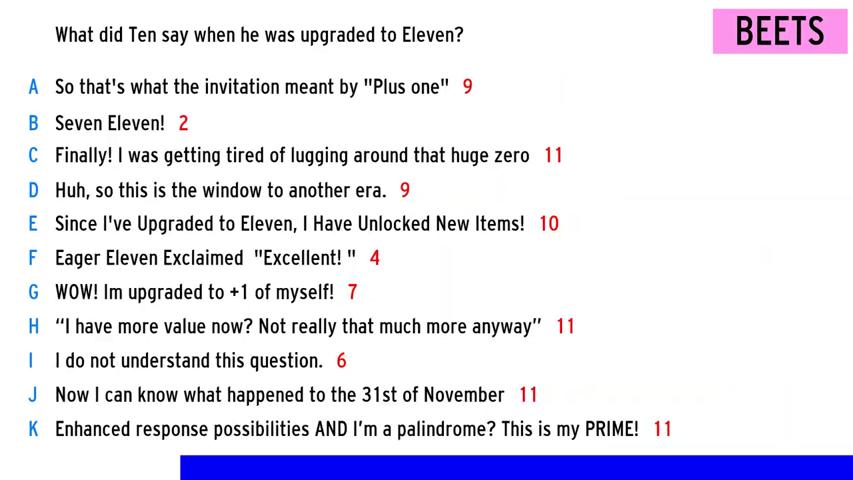 What did Ten say when he was upgraded to Eleven?
BEETS
A So that's what the invitation meant by "Plus one" 9
B Seven Eleven! 2
C Finally! I was getting tired of lugging around that huge zero 11
D Huh, so this is the window to another era. 9
E Since I've Upgraded to Eleven, I Have Unlocked New Items! 10
F Eager Eleven Exclaimed "Excellent! " 4
G WOW! Im upgraded to +1 of myself! 7
H “I have more value now? Not really that much more anyway” 11
I I do not understand this question. 6
J Now I can know what happened to the 31st of November 11
K Enhanced response possibilities AND I’m a palindrome? This is my PRIME! 11